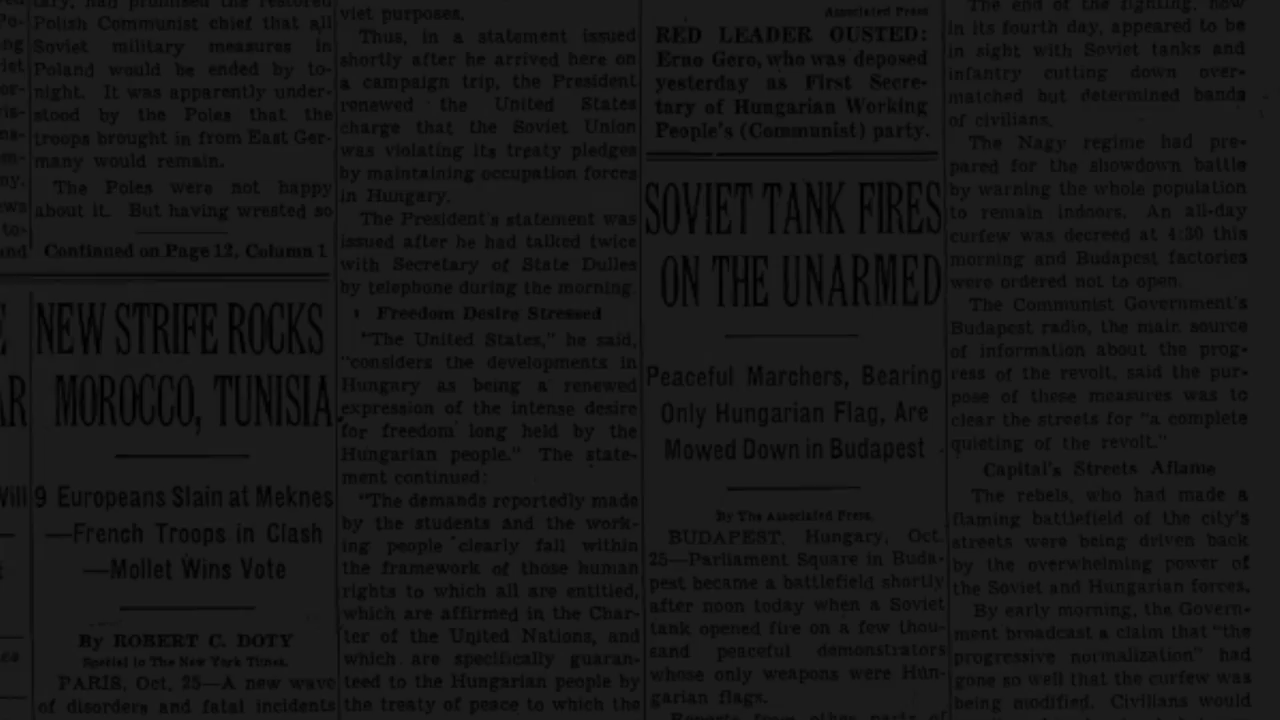 tary, had promised the restored
Polish Communist chief that all
Soviet military measures in
Poland would be ended by to-
night. It was apparently under-
stood by the Poles that the
troops brought in from East Ger-
many would remain.
The Poles were not happy
about it. But having wrested so
Continued on Page 12, Column 1
NEW STRIFE ROCKS
MOROCCO, TUNISIA
9 Europeans Slain at Meknes
—French Troops in Clash
—Mollet Wins Vote
By ROBERT C. DOTY
Special to The New York Times.
PARIS, Oct. 25—A new wave
of disorders and fatal incidents
viet purposes.
Thus, in a statement issued
shortly after he arrived here on
a campaign trip, the President
renewed the United States
charge that the Soviet Union
was violating its treaty pledges
by maintaining occupation forces
in Hungary.
The President's statement was
issued after he had talked twice
with Secretary of State Dulles
by telephone during the morning.
Freedom Desire Stressed
"The United States," he said,
"considers the developments in
Hungary as being a renewed
expression of the intense desire
for freedom long held by the
Hungarian people." The state-
ment continued:
"The demands reportedly made
by the students and the work-
ing people clearly fall within
the framework of those human
rights to which all are entitled,
which are affirmed in the Char-
ter of the United Nations, and
which are specifically guaran-
teed to the Hungarian people by
the treaty of peace to which the
Associated Press
RED LEADER OUSTED:
Erno Gero, who was deposed
yesterday as First Secre-
tary of Hungarian Working
People's (Communist) party.
SOVIET TANK FIRES
ON THE UNARMED
Peaceful Marchers, Bearing
Only Hungarian Flag, Are
Mowed Down in Budapest
By The Associated Press.
BUDAPEST, Hungary, Oct.
25—Parliament Square in Buda-
pest became a battlefield shortly
after noon today when a Soviet
tank opened fire on a few thou-
sand peaceful demonstrators
whose only weapons were Hun-
garian flags.
Reports from other parts of
The end of the fighting, now
in its fourth day, appeared to be
in sight with Soviet tanks and
infantry cutting down over-
matched but determined bands
of civilians.
The Nagy regime had pre-
pared for the showdown battle
by warning the whole population
to remain indoors. An all-day
curfew was decreed at 4:30 this
morning and Budapest factories
were ordered not to open.
The Communist Government's
Budapest radio, the main source
of information about the prog-
ress of the revolt, said the pur-
pose of these measures was to
clear the streets for "a complete
quieting of the revolt."
Capital's Streets Aflame
The rebels, who had made a
flaming battlefield of the city's
streets were being driven back
by the overwhelming power of
the Soviet and Hungarian forces.
By early morning, the Govern-
ment broadcast a claim that "the
progressive normalization" had
gone so well that the curfew was
being modified. Civilians would